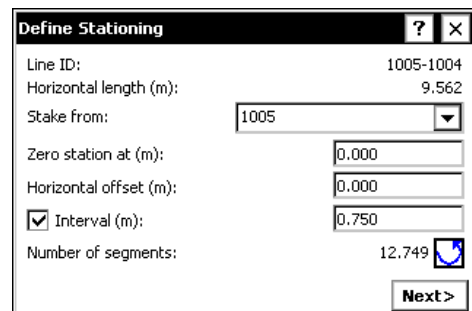 Define Stationing ? ×
Line ID: 1005-1004
Horizontal length (m): 9.562
Stake from: 1005
Zero station at (m): 0.000
Horizontal offset (m): 0.000
Interval (m): 0.750
Number of segments: 12.749
Next>